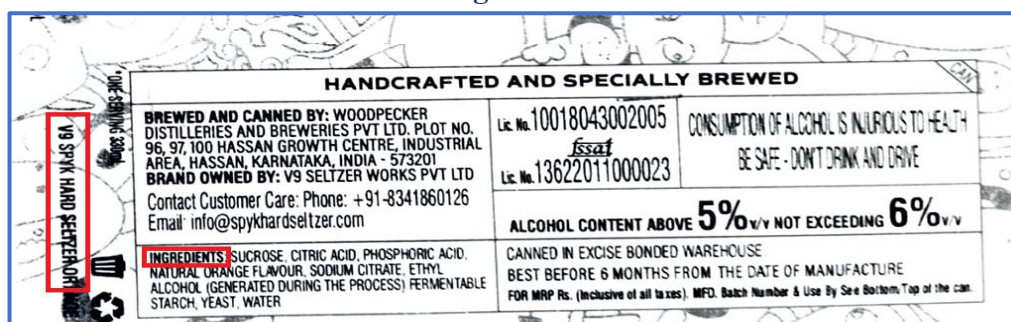 HANDCRAFTED AND SPECIALLY BREWED
CAN
ONE SERVING 330ml
V9 SPYK HARD SELTZER
BREWED AND CANNED BY: WOODPECKER
DISTILLERIES AND BREWERIES PVT LTD. PLOT NO.
96, 97, 100 HASSAN GROWTH CENTRE, INDUSTRIAL
AREA, HASSAN, KARNATAKA, INDIA - 573201
BRAND OWNED BY: V9 SELTZER WORKS PVT LTD
Contact Customer Care: Phone: +91-8341860126
Email: info@spykhardseltzer.com
Lic. No. 10018043002005
fssai
Lic. No. 13622011000023
CONSUMPTION OF ALCOHOL IS INJURIOUS TO HEALTH
BE SAFE - DON'T DRINK AND DRIVE
ALCOHOL CONTENT ABOVE 5% v/v NOT EXCEEDING 6% v/v
INGREDIENTS: SUCROSE, CITRIC ACID, PHOSPHORIC ACID,
NATURAL ORANGE FLAVOUR, SODIUM CITRATE, ETHYL
ALCOHOL (GENERATED DURING THE PROCESS) FERMENTABLE
STARCH, YEAST, WATER
CANNED IN EXCISE BONDED WAREHOUSE
BEST BEFORE 6 MONTHS FROM THE DATE OF MANUFACTURE
FOR MRP Rs. (Inclusive of all taxes). MFD. Batch Number & Use By See Bottom/Top of the can.